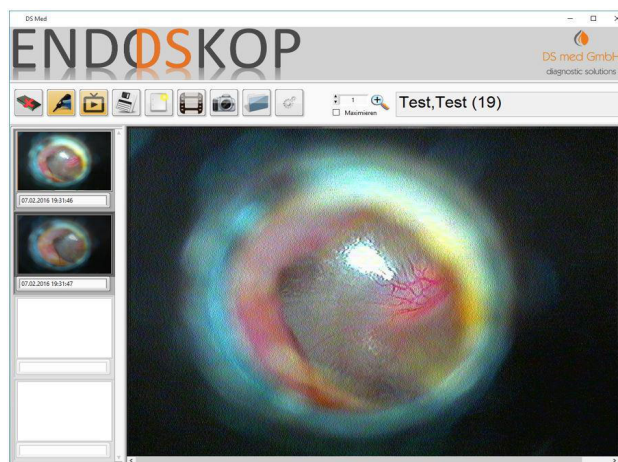 DS Med
ENDODSKOP
DS med GmbH
diagnostic solutions
1
Maximieren
Test,Test (19)
07.02.2016 19:31:46
07.02.2016 19:31:47